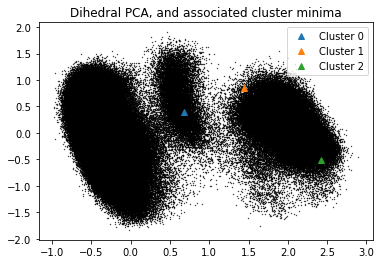 Dihedral PCA, and associated cluster minima
Cluster 0
Cluster 1
Cluster 2
2.0
1.5
1.0
0.5
0.0
-0.5
-1.0
-1.5
-2.0
-1.0 -0.5 0.0 0.5 1.0 1.5 2.0 2.5 3.0